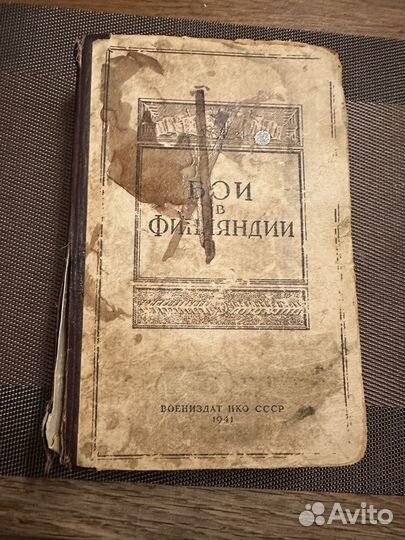 БОИ
В
ФИНЛЯНДИИ
ВОЕНИЗДАТ НКО СССР
1941
Avito